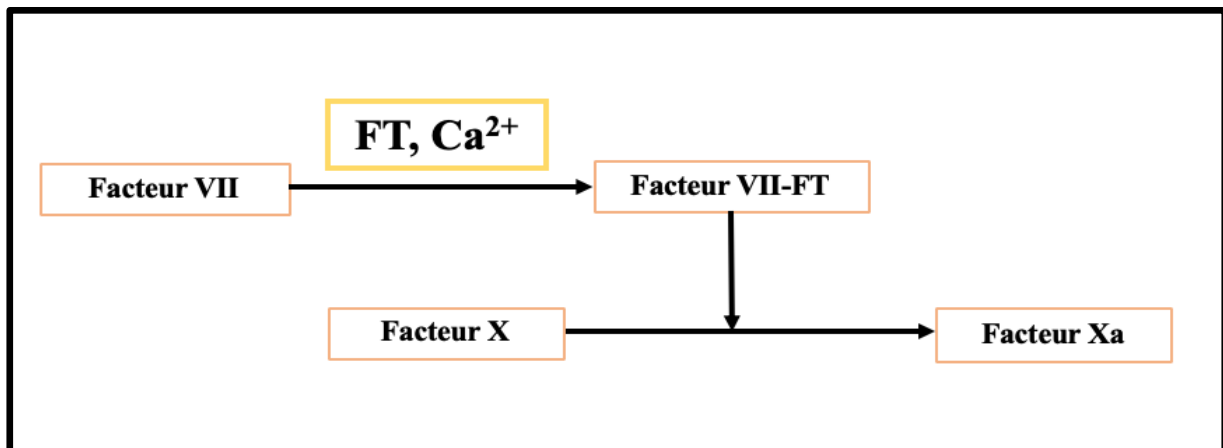 FT, Ca²⁺
Facteur VII
Facteur VII-FT
Facteur X
Facteur Xa